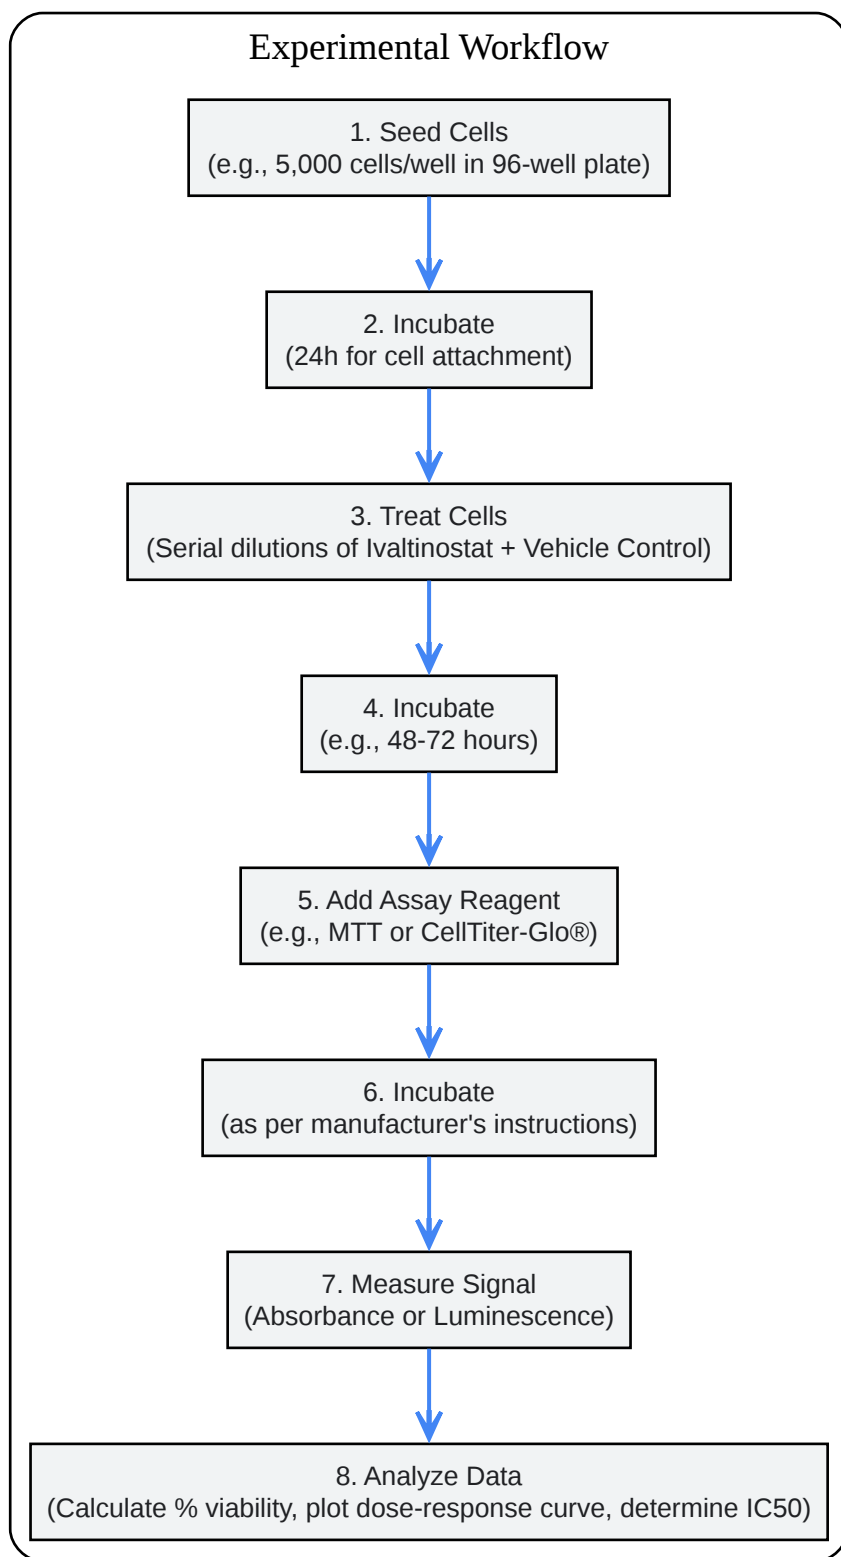 Experimental Workflow
1. Seed Cells
(e.g., 5,000 cells/well in 96-well plate)
2. Incubate
(24h for cell attachment)
3. Treat Cells
(Serial dilutions of Ivaltinostat + Vehicle Control)
4. Incubate
(e.g., 48-72 hours)
5. Add Assay Reagent
(e.g., MTT or CellTiter-Glo®)
6. Incubate
(as per manufacturer's instructions)
7. Measure Signal
(Absorbance or Luminescence)
8. Analyze Data
(Calculate % viability, plot dose-response curve, determine IC50)